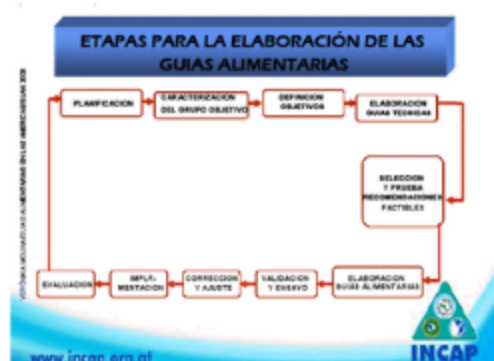 ETAPAS PARA LA ELABORACIÓN DE LAS
GUIAS ALIMENTARIAS
PLANIFICACION
CARACTERIZACION
DEL GRUPO OBJETIVO
DEFINICION
OBJETIVOS
ELABORACION
GUIAS TECNICAS
SELECCION
Y PRUEBA
RECOMENDACIONES
FACTIBLES
ELABORACION
GUIAS ALIMENTARIAS
VALIDACION
Y ENSAYO
CORRECCION
Y AJUSTE
IMPLE-
MENTACION
EVALUACION
www.incap.org.gt
INCAP